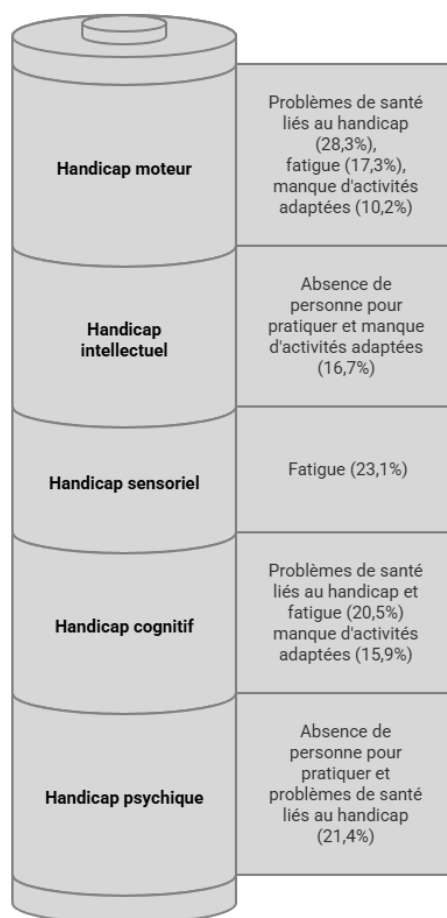 Handicap moteur
Problèmes de santé
liés au handicap
(28,3%),
fatigue (17,3%),
manque d'activités
adaptées (10,2%)
Handicap
intellectuel
Absence de
personne pour
pratiquer et manque
d'activités adaptées
(16,7%)
Handicap sensoriel
Fatigue (23,1%)
Handicap cognitif
Problèmes de santé
liés au handicap et
fatigue (20,5%)
manque d'activités
adaptées (15,9%)
Handicap psychique
Absence de
personne pour
pratiquer et
problèmes de santé
liés au handicap
(21,4%)